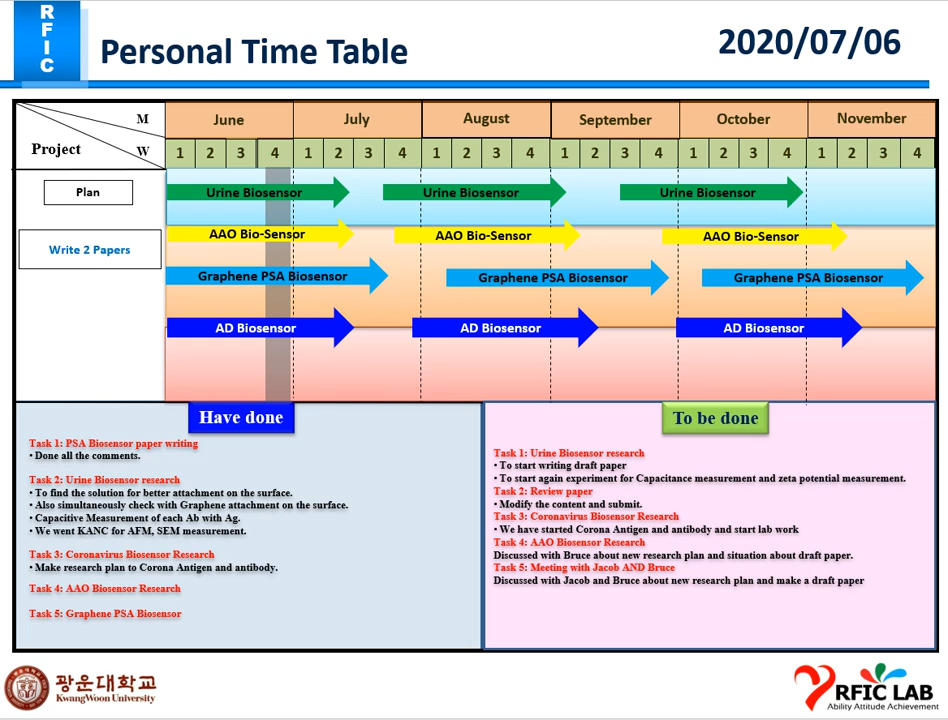 R
F
I
C
Personal Time Table
2020/07/06
M
Project
W
June July August September October November
1 2 3 4 1 2 3 4 1 2 3 4 1 2 3 4 1 2 3 4 1 2 3 4
Plan
Urine Biosensor Urine Biosensor Urine Biosensor
Write 2 Papers
AAO Bio-Sensor AAO Bio-Sensor AAO Bio-Sensor
Graphene PSA Biosensor Graphene PSA Biosensor Graphene PSA Biosensor
AD Biosensor AD Biosensor AD Biosensor
Have done
Task 1: PSA Biosensor paper writing
• Done all the comments.
Task 2: Urine Biosensor research
• To find the solution for better attachment on the surface.
• Also simultaneously check with Graphene attachment on the surface.
• Capacitive Measurement of each Ab with Ag.
• We went KANC for AFM, SEM measurement.
Task 3: Coronavirus Biosensor Research
• Make research plan to Corona Antigen and antibody.
Task 4: AAO Biosensor Research
Task 5: Graphene PSA Biosensor
To be done
Task 1: Urine Biosensor research
• To start writing draft paper
• To start again experiment for Capacitance measurement and zeta potential measurement.
Task 2: Review paper
• Modify the content and submit.
Task 3: Coronavirus Biosensor Research
• We have started Corona Antigen and antibody and start lab work
Task 4: AAO Biosensor Research
Discussed with Bruce about new research plan and situation about draft paper.
Task 5: Meeting with Jacob AND Bruce
Discussed with Jacob and Bruce about new research plan and make a draft paper
광운대학교
KwangWoon University
RFIC LAB
Ability Attitude Achievement